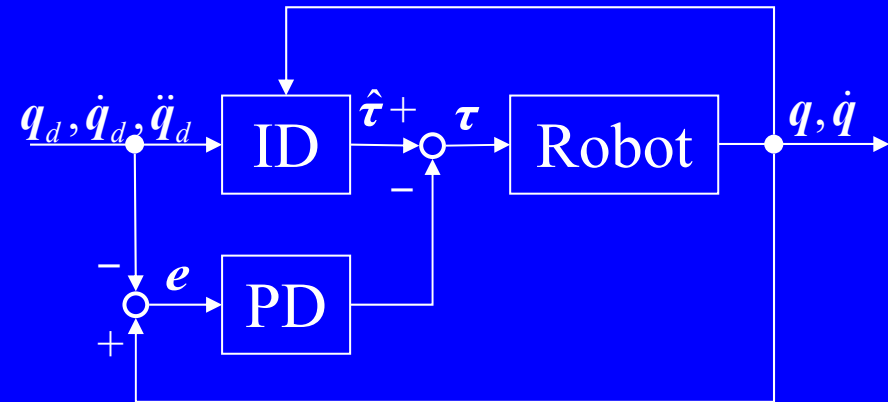 q_d, q̇_d, q̈_d
ID
τ̂ +
τ
Robot
q, q̇
−
−
e
PD
+